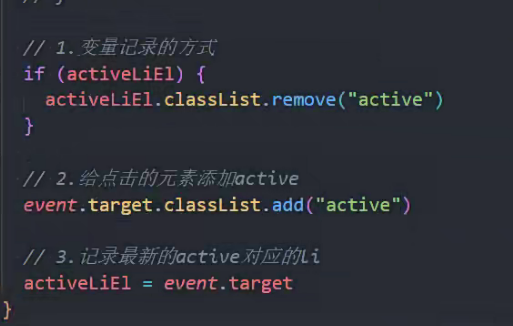 // 1.变量记录的方式
if (activeLiEl) {
activeLiEl.classList.remove("active")
}
// 2.给点击的元素添加active
event.target.classList.add("active")
// 3.记录最新的active对应的li
activeLiEl = event.target
}